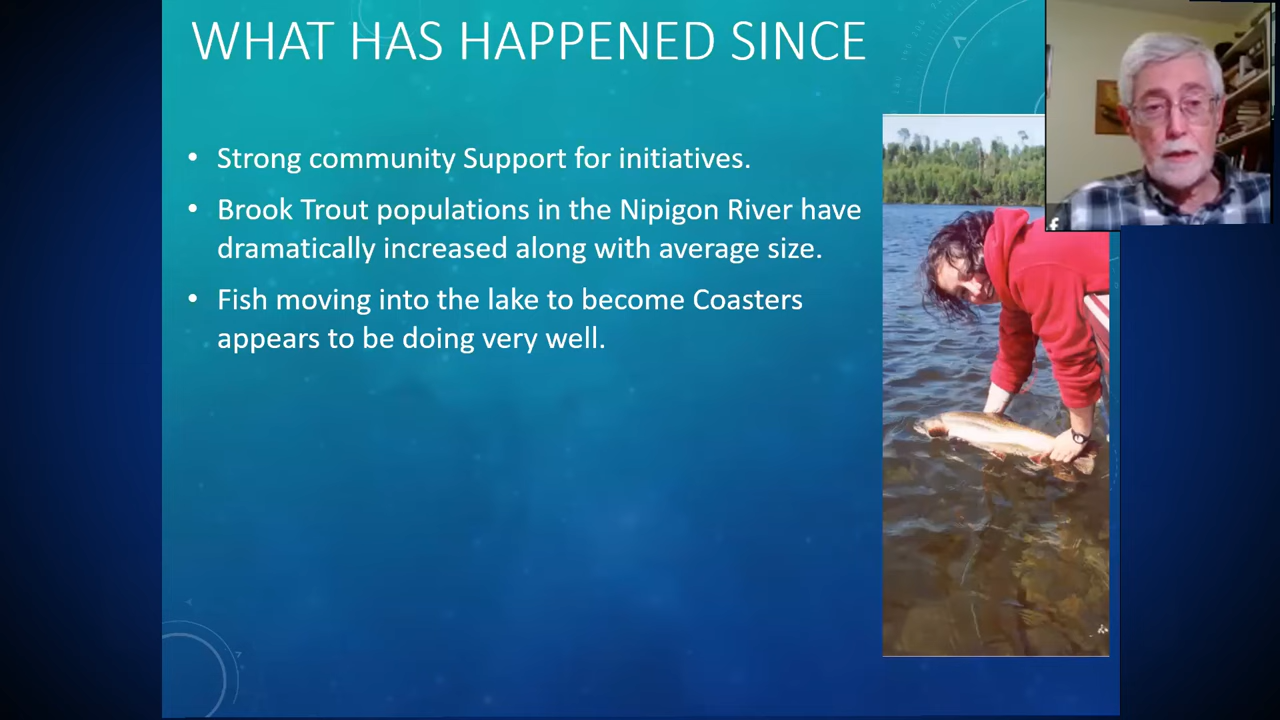 WHAT HAS HAPPENED SINCE
• Strong community Support for initiatives.
• Brook Trout populations in the Nipigon River have
dramatically increased along with average size.
• Fish moving into the lake to become Coasters
appears to be doing very well.
f